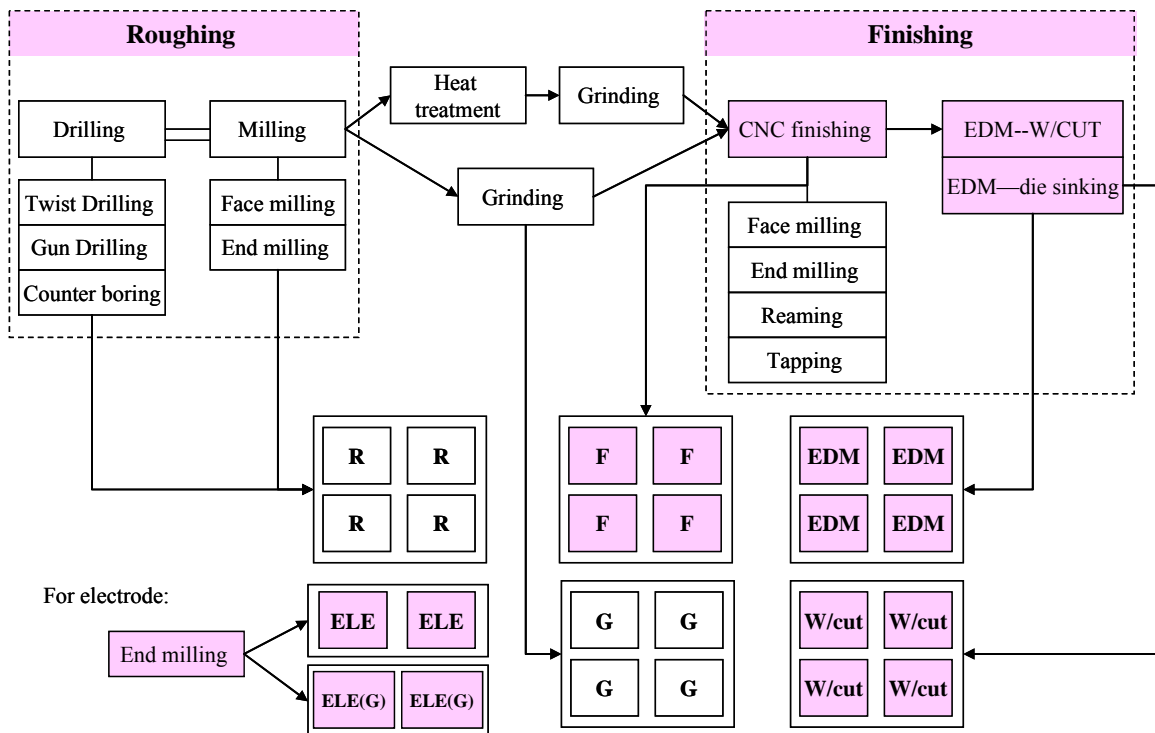 Roughing
Finishing
Heat
treatment
Grinding
Drilling
Milling
CNC finishing
EDM--W/CUT
EDM—die sinking
Grinding
Twist Drilling
Gun Drilling
Counter boring
Face milling
End milling
Face milling
End milling
Reaming
Tapping
R R
R R
F F
F F
EDM EDM
EDM EDM
For electrode:
End milling
ELE ELE
ELE(G) ELE(G)
G G
G G
W/cut W/cut
W/cut W/cut